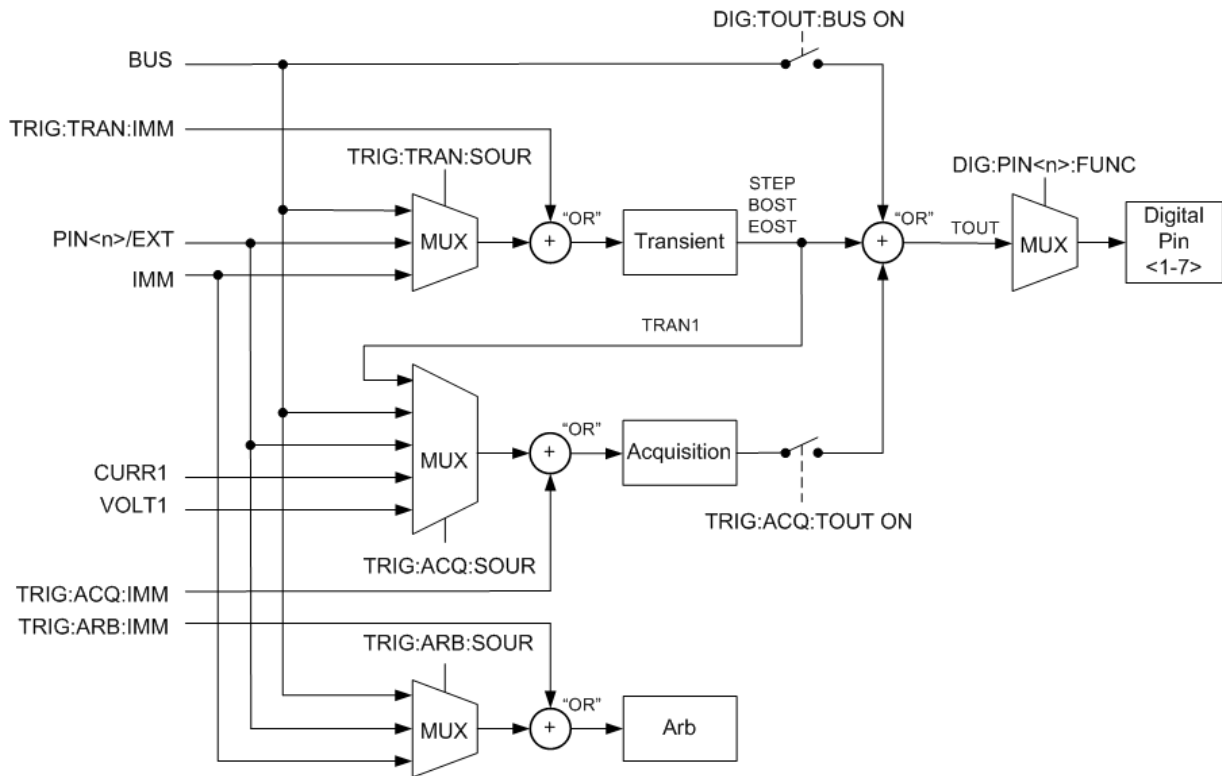 DIG:TOUT:BUS ON
BUS
TRIG:TRAN:IMM
TRIG:TRAN:SOUR
DIG:PIN<n>:FUNC
STEP
BOST
EOST
"OR"
"OR"
PIN<n>/EXT
MUX
+
Transient
+
TOUT
MUX
Digital
Pin
<1-7>
IMM
TRAN1
"OR"
MUX
+
Acquisition
CURR1
VOLT1
TRIG:ACQ:TOUT ON
TRIG:ACQ:SOUR
TRIG:ACQ:IMM
TRIG:ARB:IMM
TRIG:ARB:SOUR
"OR"
MUX
+
Arb